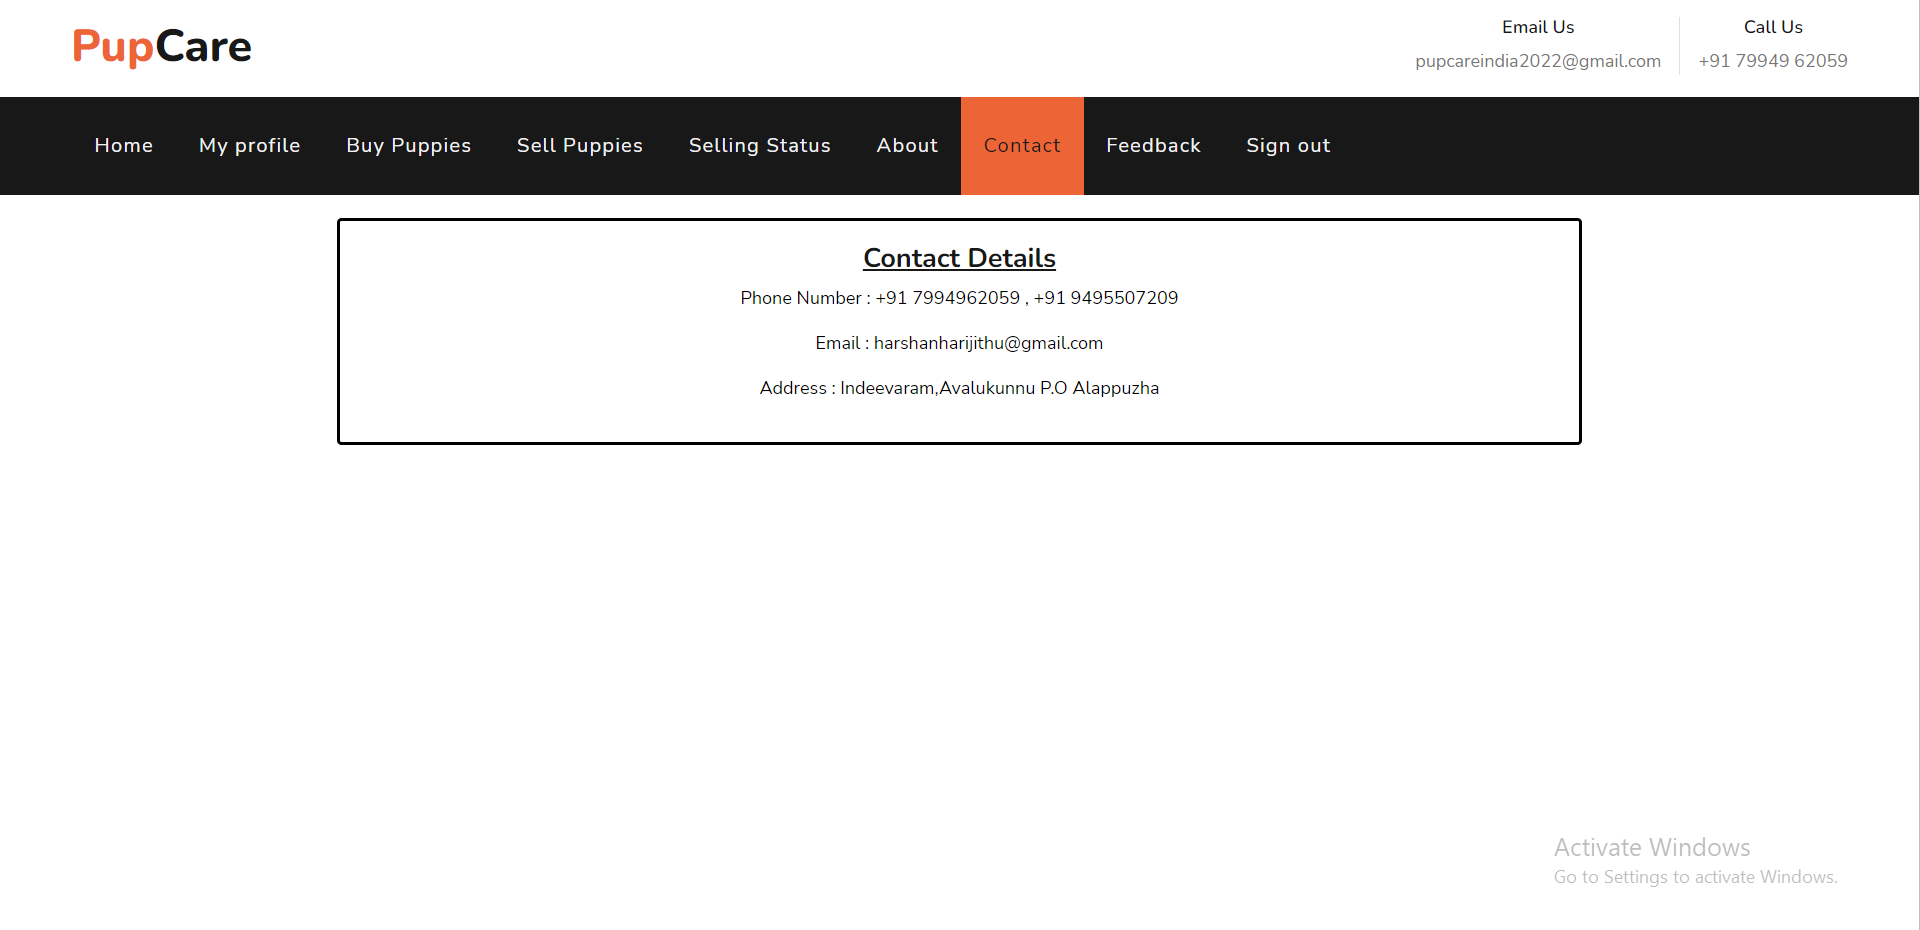 PupCare
Email Us
pupcareindia2022@gmail.com
Call Us
+91 79949 62059
Home My profile Buy Puppies Sell Puppies Selling Status About Contact Feedback Sign out
Contact Details
Phone Number : +91 7994962059 , +91 9495507209
Email : harshanharijithu@gmail.com
Address : Indeevaram,Avalukunnu P.O Alappuzha
Activate Windows
Go to Settings to activate Windows.